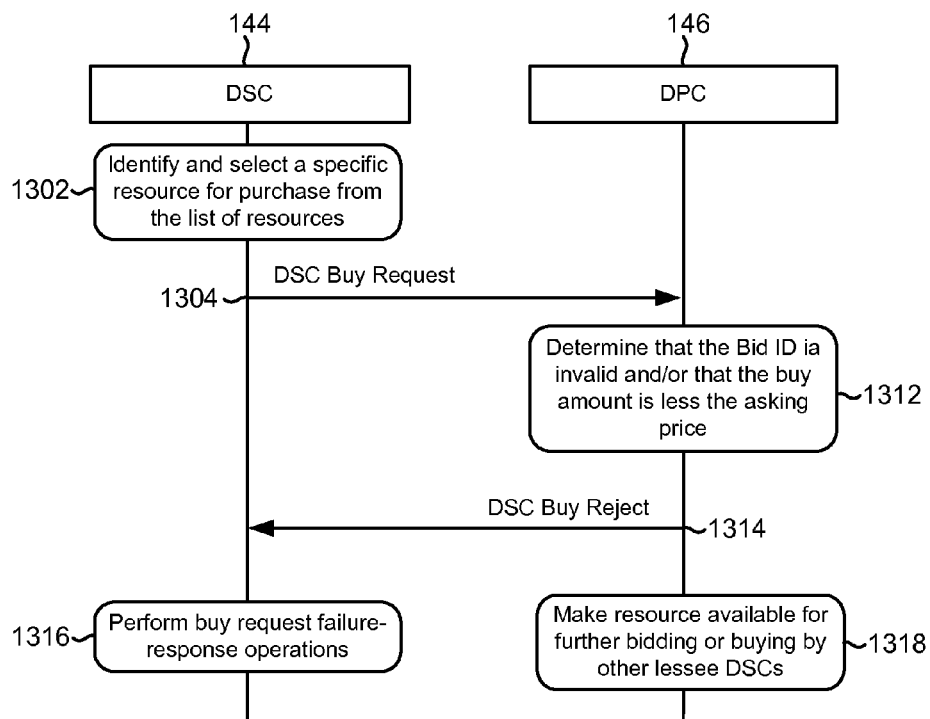 144
146
DSC
DPC
1302
Identify and select a specific
resource for purchase from
the list of resources
DSC Buy Request
1304
Determine that the Bid ID ia
invalid and/or that the buy
amount is less the asking
price
1312
DSC Buy Reject
1314
1316
Perform buy request failure-
response operations
Make resource available for
further bidding or buying by
other lessee DSCs
1318